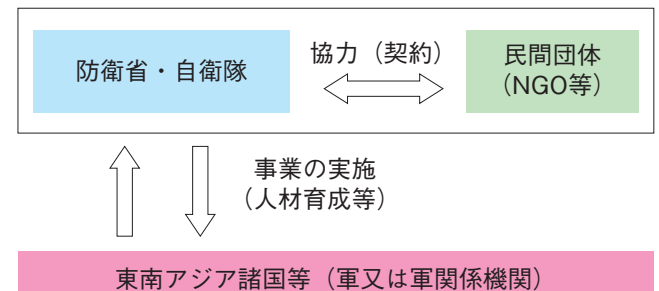 防衛省・自衛隊
協力（契約）
民間団体
（NGO等）
事業の実施
（人材育成等）
東南アジア諸国等（軍又は軍関係機関）